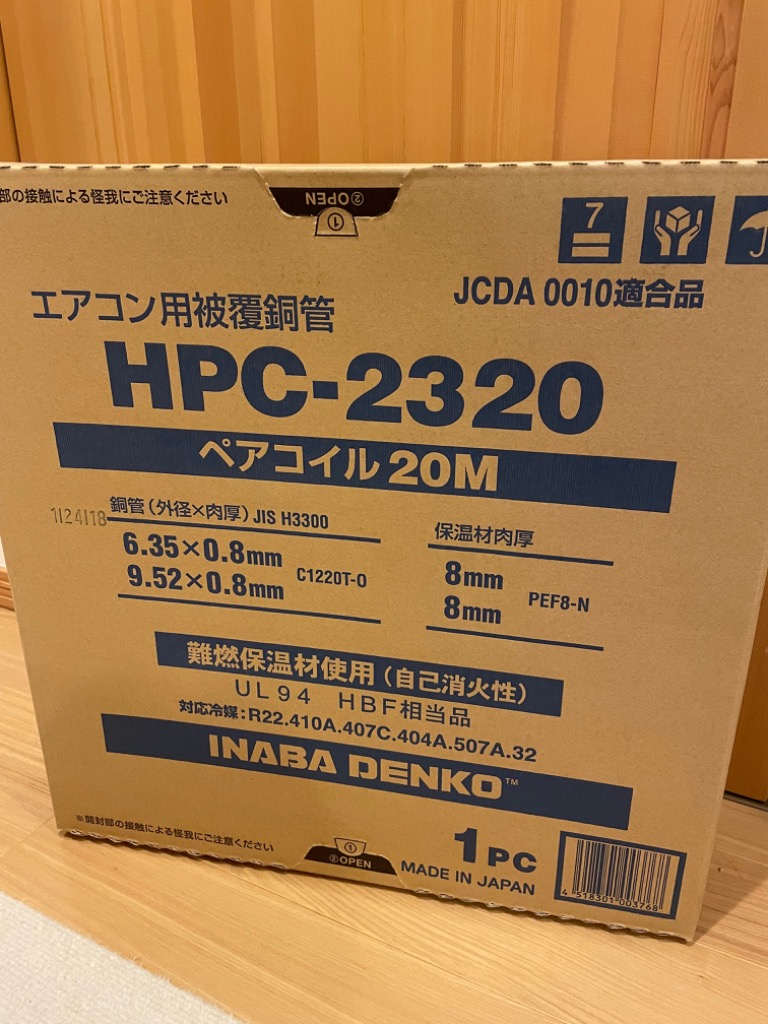 部の接触による怪我にご注意ください
②OPEN
①
7
JCDA 0010適合品
エアコン用被覆銅管
HPC-2320
ペアコイル 20M
1124118
銅管(外径×肉厚) JIS H3300
6.35×0.8mm
9.52×0.8mm
C1220T-O
保温材肉厚
8mm
8mm
PEF8-N
難燃保温材使用(自己消火性)
UL94 HBF相当品
対応冷媒:R22.410A.407C.404A.507A.32
INABA DENKO™
※開封部の接触による怪我にご注意ください
①
②OPEN
1PC
MADE IN JAPAN
4 518301 003768